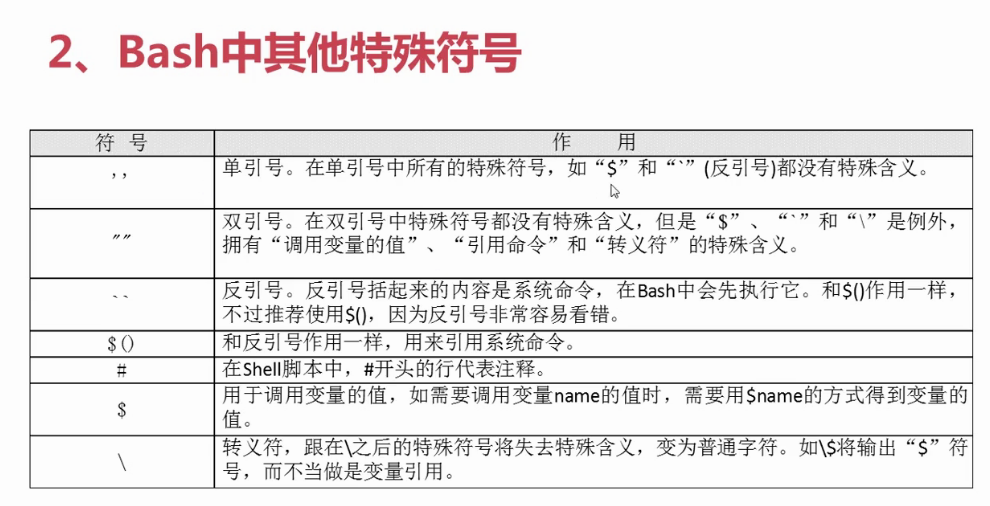 2、Bash中其他特殊符号
符 号 作 用
'' 单引号。在单引号中所有的特殊符号，如“$”和“`”(反引号)都没有特殊含义。
"" 双引号。在双引号中特殊符号都没有特殊含义，但是“$”、“`”和“\”是例外，
拥有“调用变量的值”、“引用命令”和“转义符”的特殊含义。
`` 反引号。反引号括起来的内容是系统命令，在Bash中会先执行它。和$()作用一样，
不过推荐使用$()，因为反引号非常容易看错。
$() 和反引号作用一样，用来引用系统命令。
# 在Shell脚本中，#开头的行代表注释。
$ 用于调用变量的值，如需要调用变量name的值时，需要用$name的方式得到变量的
值。
\ 转义符，跟在\之后的特殊符号将失去特殊含义，变为普通字符。如\$将输出“$”符
号，而不当做是变量引用。